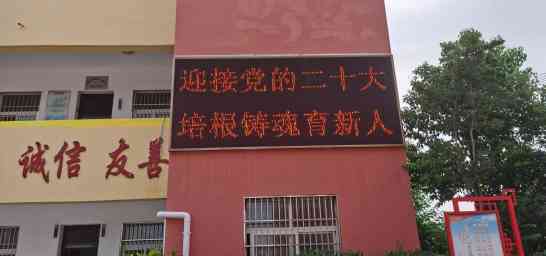 迎接党的二十大
培根铸魂育新人
诚信 友善